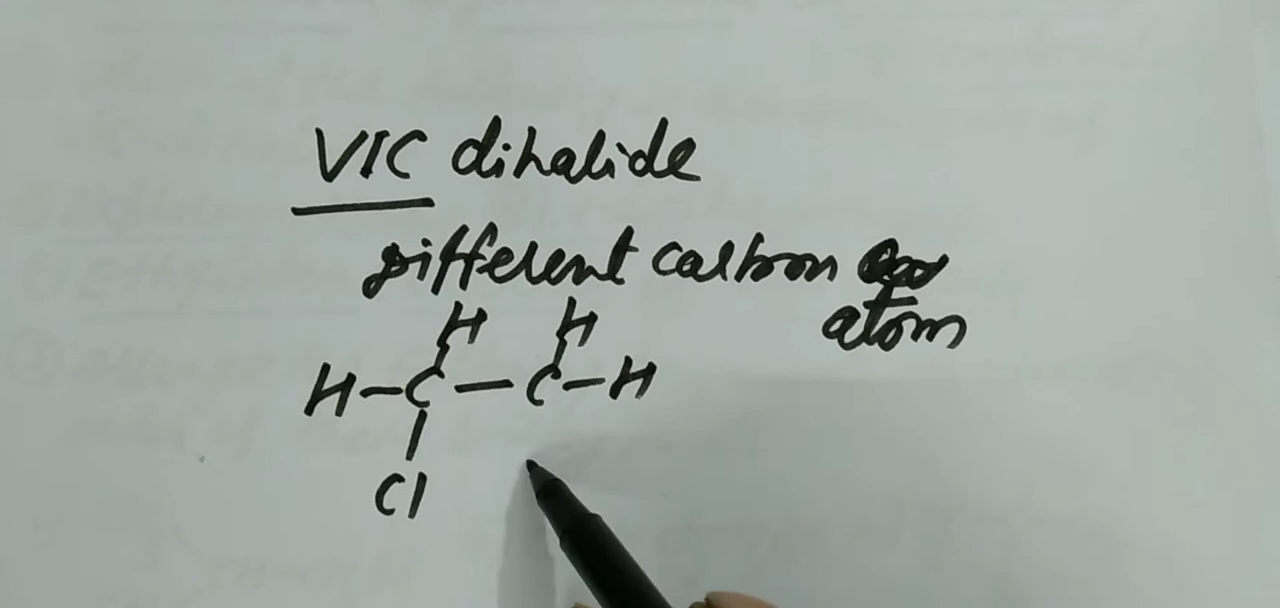 VIC dihalide
different carbon
atom
H H
H-C-C-H
Cl